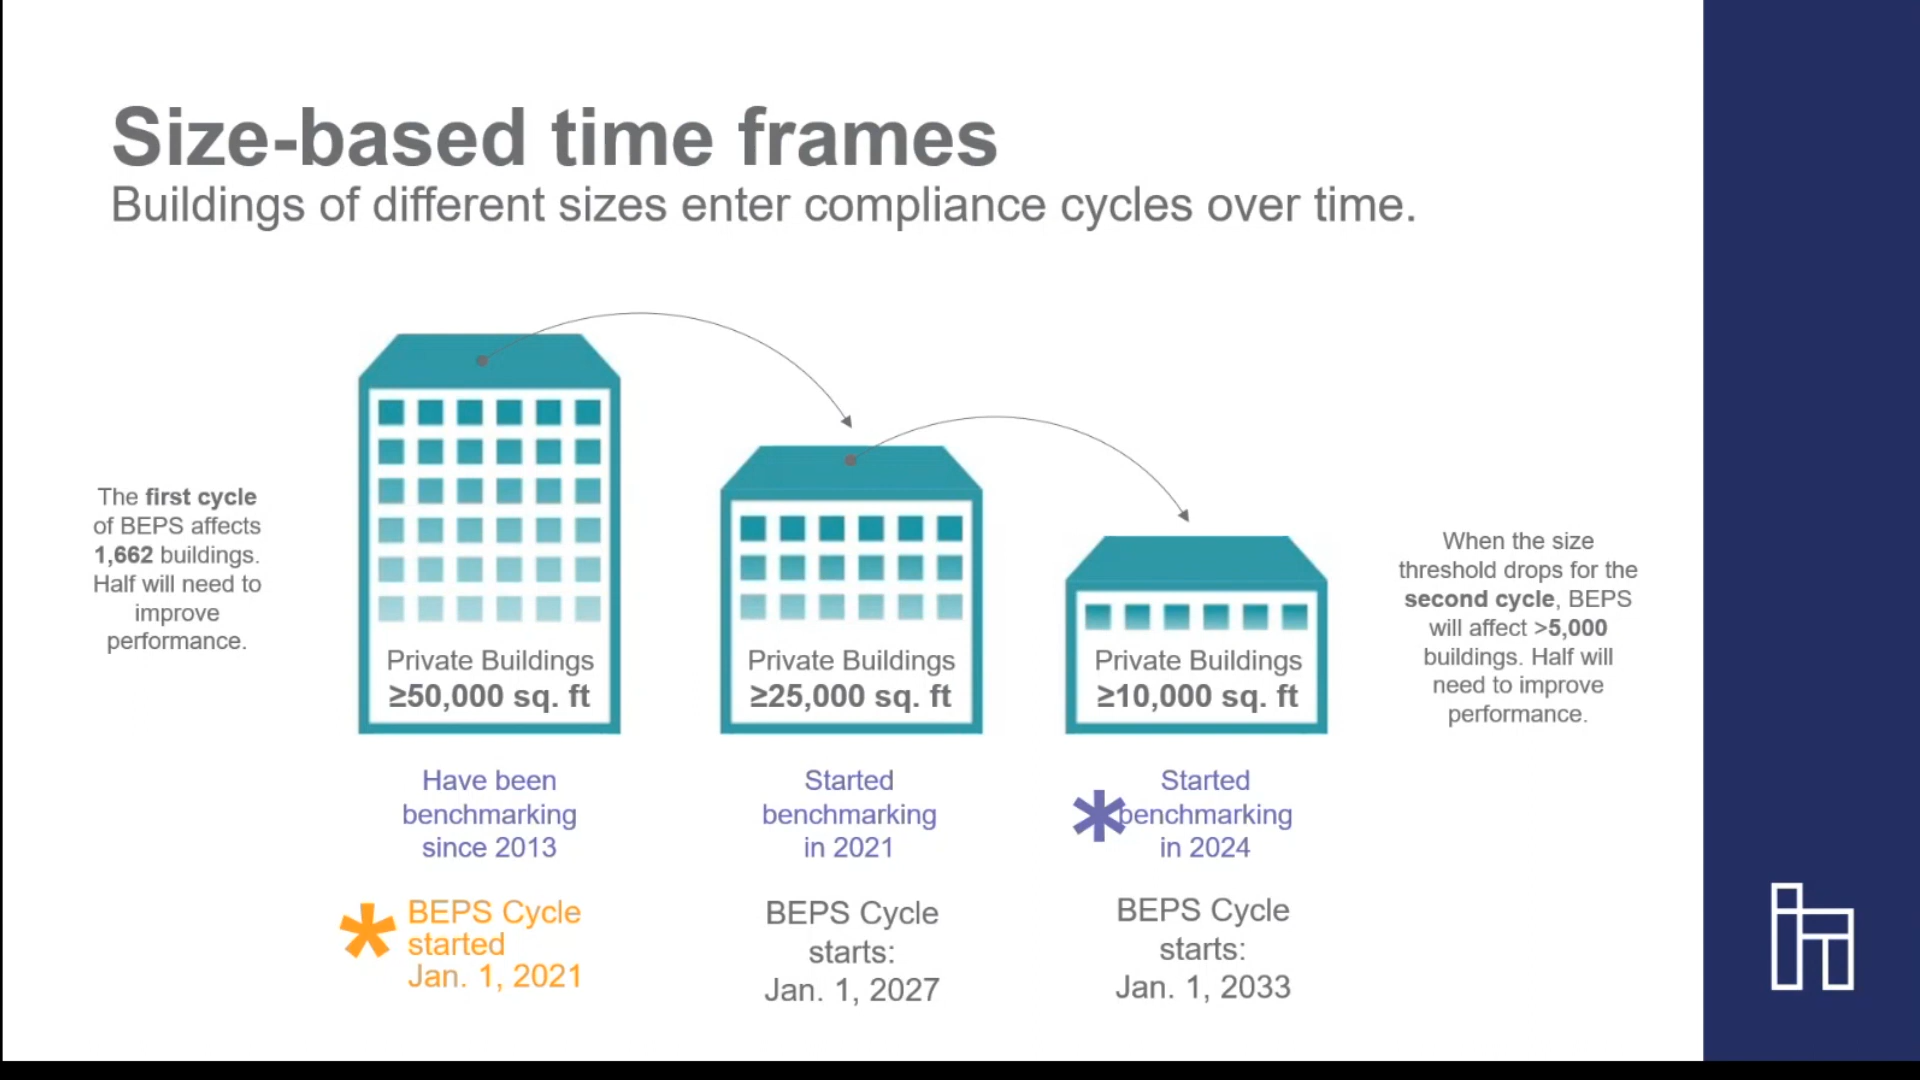 Size-based time frames
Buildings of different sizes enter compliance cycles over time.
The first cycle
of BEPS affects
1,662 buildings.
Half will need to
improve
performance.
Private Buildings
≥50,000 sq. ft
Have been
benchmarking
since 2013
* BEPS Cycle
started
Jan. 1, 2021
Private Buildings
≥25,000 sq. ft
Started
benchmarking
in 2021
BEPS Cycle
starts:
Jan. 1, 2027
Private Buildings
≥10,000 sq. ft
Started
*benchmarking
in 2024
BEPS Cycle
starts:
Jan. 1, 2033
When the size
threshold drops for the
second cycle, BEPS
will affect >5,000
buildings. Half will
need to improve
performance.